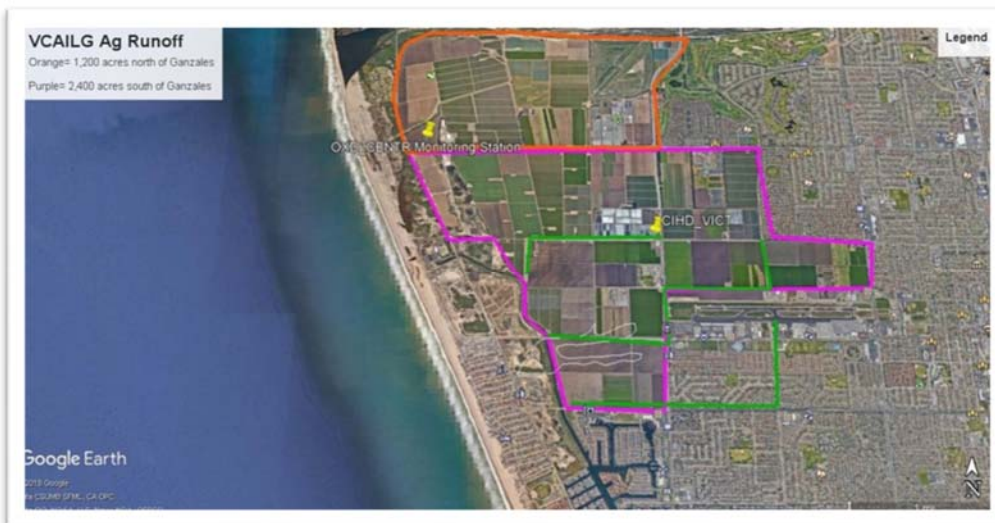 VCAILG Ag Runoff
Orange= 1,200 acres north of Ganzales
Purple= 2,400 acres south of Ganzales
Legend
Monitoring Station
CIHD_VICT
Google Earth
N